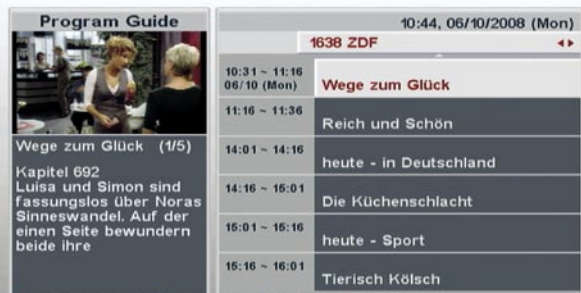 Program Guide
10:44, 06/10/2008 (Mon)
1638 ZDF
Wege zum Glück (1/5)
Kapitel 692
Luisa und Simon sind
fassungslos über Noras
Sinneswandel. Auf der
einen Seite bewundern
beide ihre
10:31 ~ 11:16
06/10 (Mon)
Wege zum Glück
11:16 ~ 11:36
Reich und Schön
14:01 ~ 14:16
heute - in Deutschland
14:16 ~ 15:01
Die Küchenschlacht
15:01 ~ 15:16
heute - Sport
15:16 ~ 16:01
Tierisch Kölsch